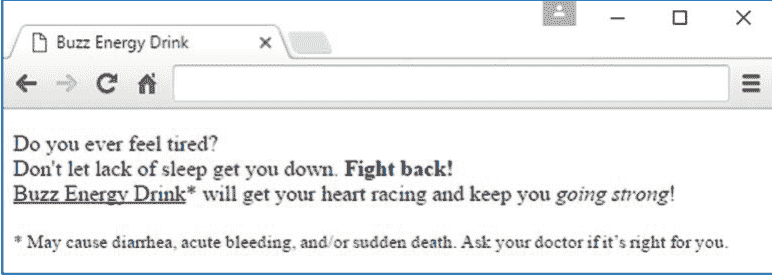 Buzz Energy Drink
Do you ever feel tired?
Don't let lack of sleep get you down. Fight back!
Buzz Energy Drink* will get your heart racing and keep you going strong!
* May cause diarrhea, acute bleeding, and/or sudden death. Ask your doctor if it's right for you.